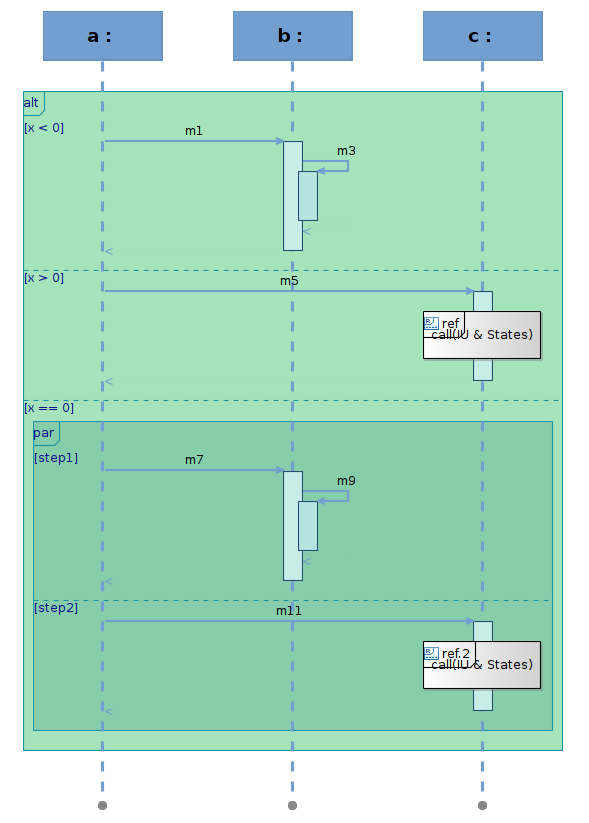 a :
b :
c :
alt
[x < 0]
m1
m3
[x > 0]
m5
ref
call(IU & States)
[x == 0]
par
[step1]
m7
m9
[step2]
m11
ref.2
call(IU & States)